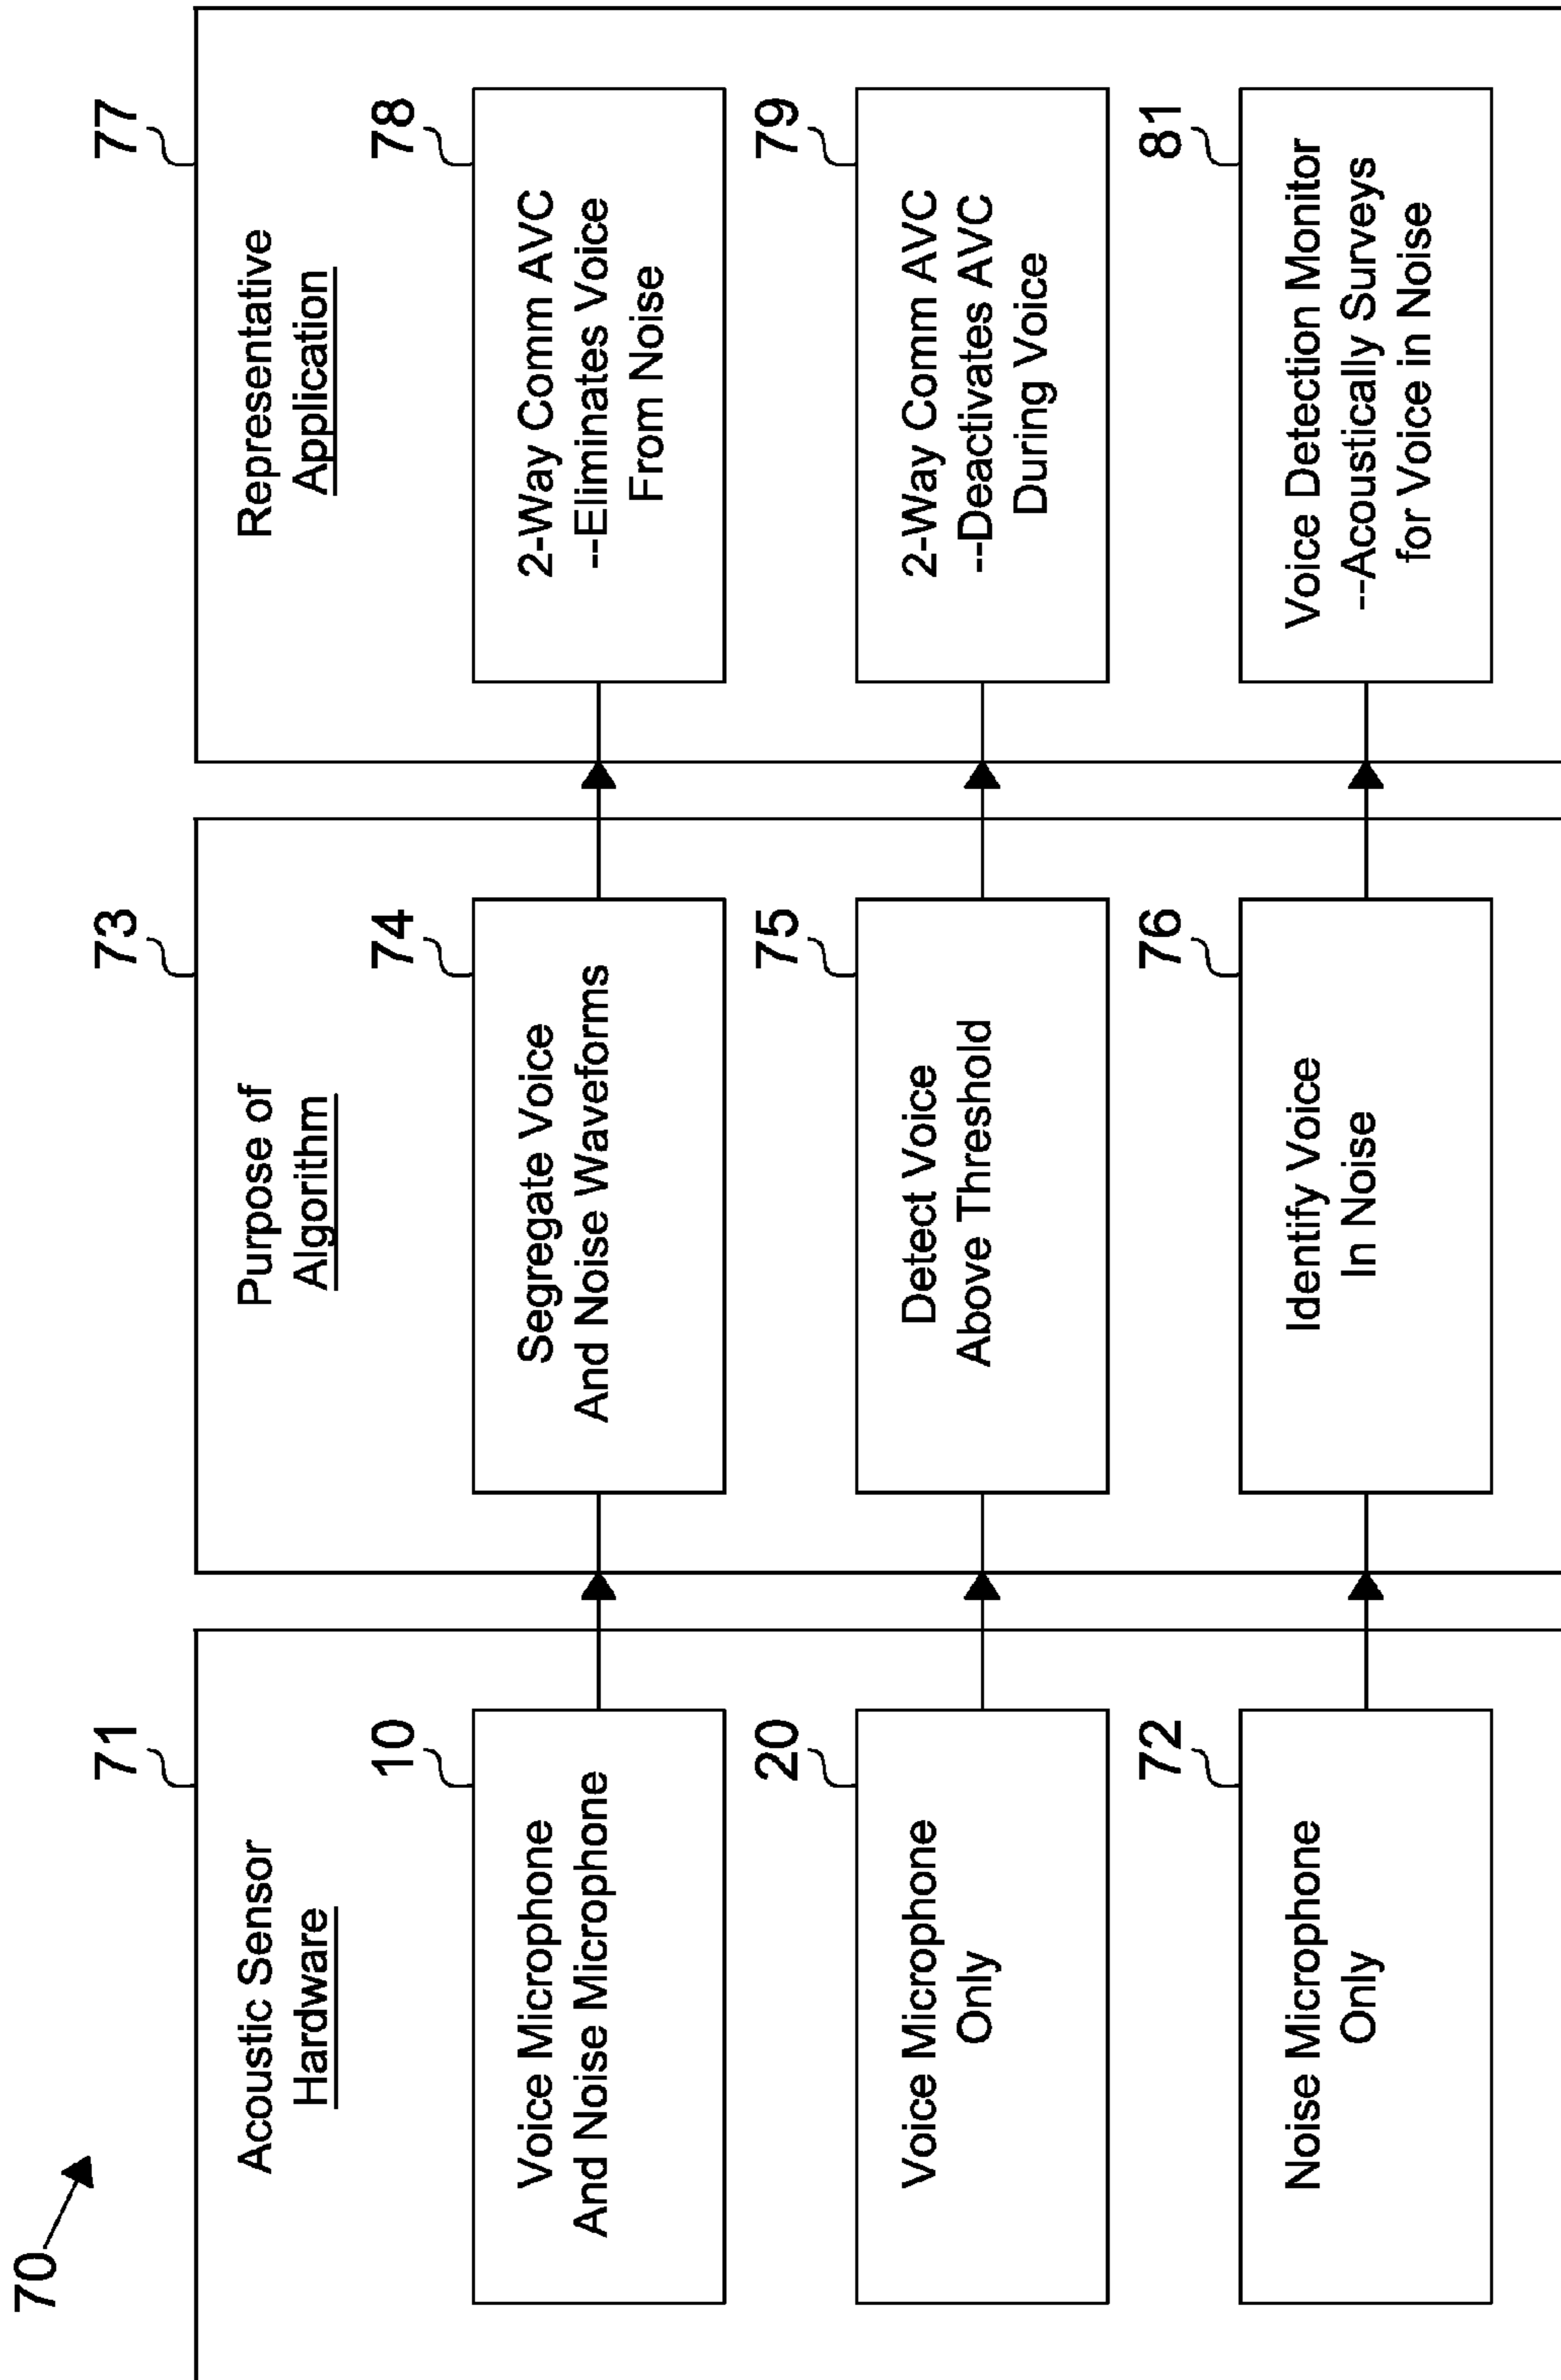 70
71
Acoustic Sensor
Hardware
10
Voice Microphone
And Noise Microphone
20
Voice Microphone
Only
72
Noise Microphone
Only
73
Purpose of
Algorithm
74
Segregate Voice
And Noise Waveforms
75
Detect Voice
Above Threshold
76
Identify Voice
In Noise
77
Representative
Application
78
2-Way Comm AVC
--Eliminates Voice
From Noise
79
2-Way Comm AVC
--Deactivates AVC
During Voice
81
Voice Detection Monitor
--Acoustically Surveys
for Voice in Noise